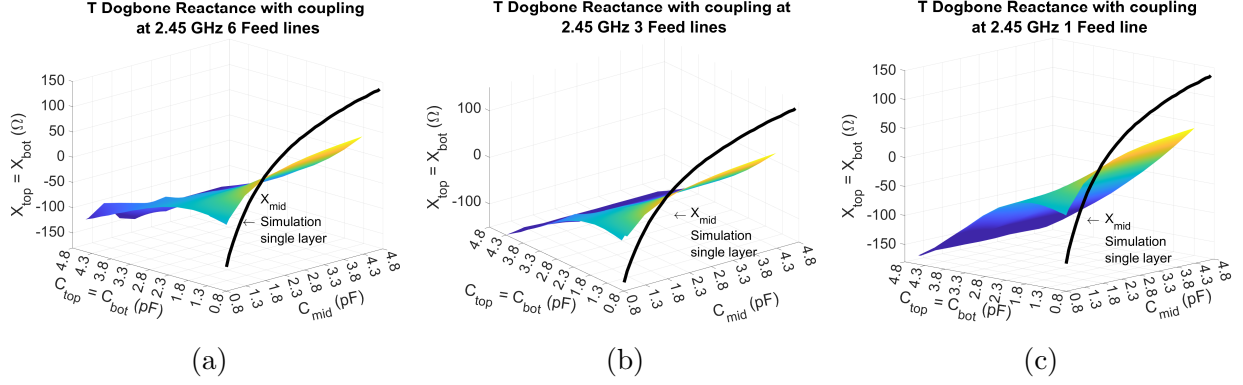 T Dogbone Reactance with coupling
at 2.45 GHz 6 Feed lines
150
100
50
0
-50
-100
-150
X_top = X_bot (Ω)
4.8
4.3
3.8
3.3
2.8
2.3
1.8
1.3
0.8
C_top = C_bot (pF)
0.8
1.3
1.8
2.3
2.8
3.3
3.8
4.3
4.8
C_mid (pF)
X_mid
← Simulation
single layer
(a)
T Dogbone Reactance with coupling at
2.45 GHz 3 Feed lines
100
0
-100
X_top = X_bot (Ω)
4.8
4.3
3.8
3.3
2.8
2.3
1.8
1.3
0.8
C_top = C_bot (pF)
0.8
1.3
1.8
2.3
2.8
3.3
3.8
4.3
4.8
C_mid (pF)
← X_mid
Simulation
single layer
(b)
T Dogbone Reactance with coupling
at 2.45 GHz 1 Feed line
150
100
50
0
-50
-100
-150
X_top = X_bot (Ω)
4.8
4.3
3.8
3.3
2.8
2.3
1.8
1.3
0.8
C_top = C_bot (pF)
0.8
1.3
1.8
2.3
2.8
3.3
3.8
4.3
4.8
C_mid (pF)
← X_mid
Simulation
single layer
(c)